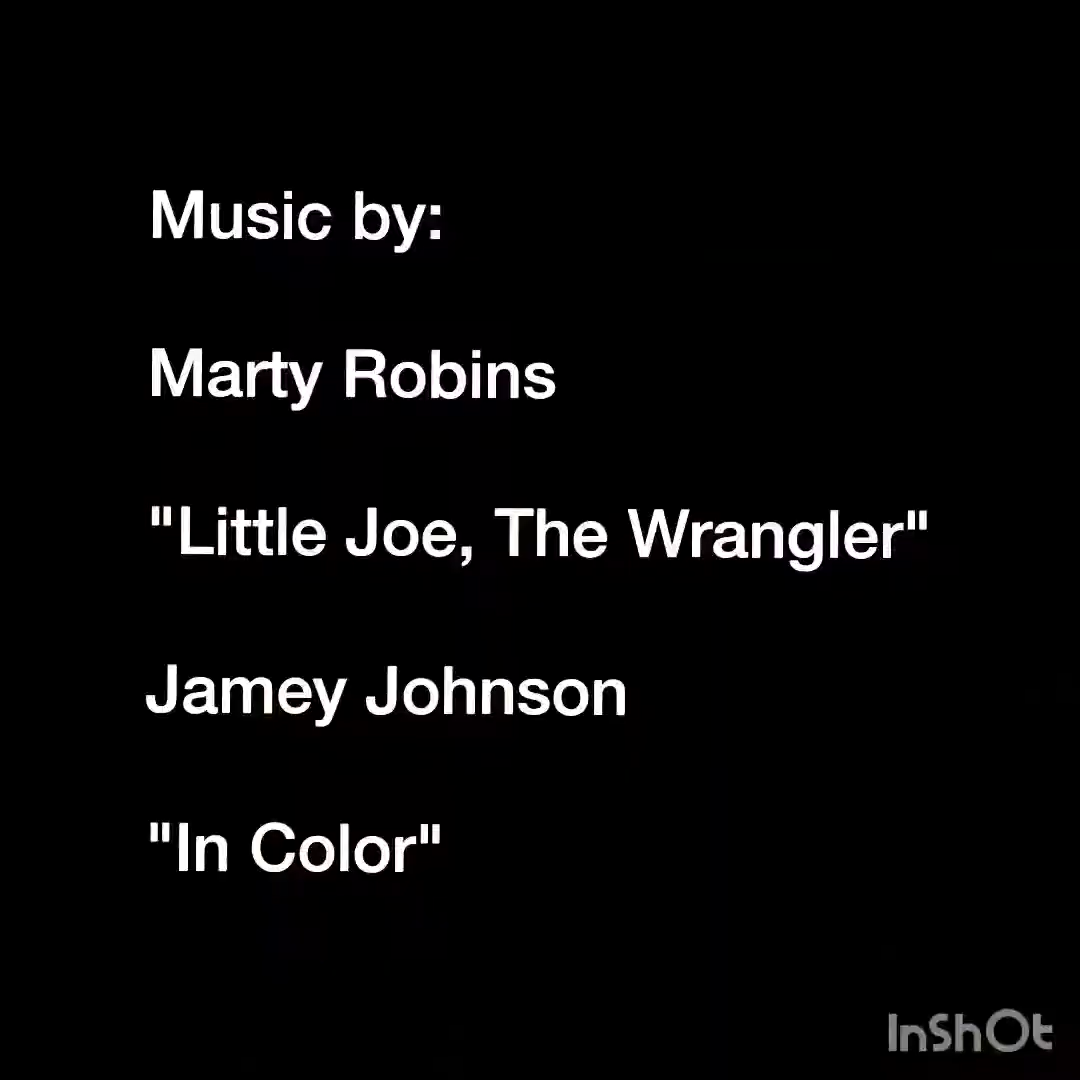 Music by:
Marty Robins
"Little Joe, The Wrangler"
Jamey Johnson
"In Color"
InShOt